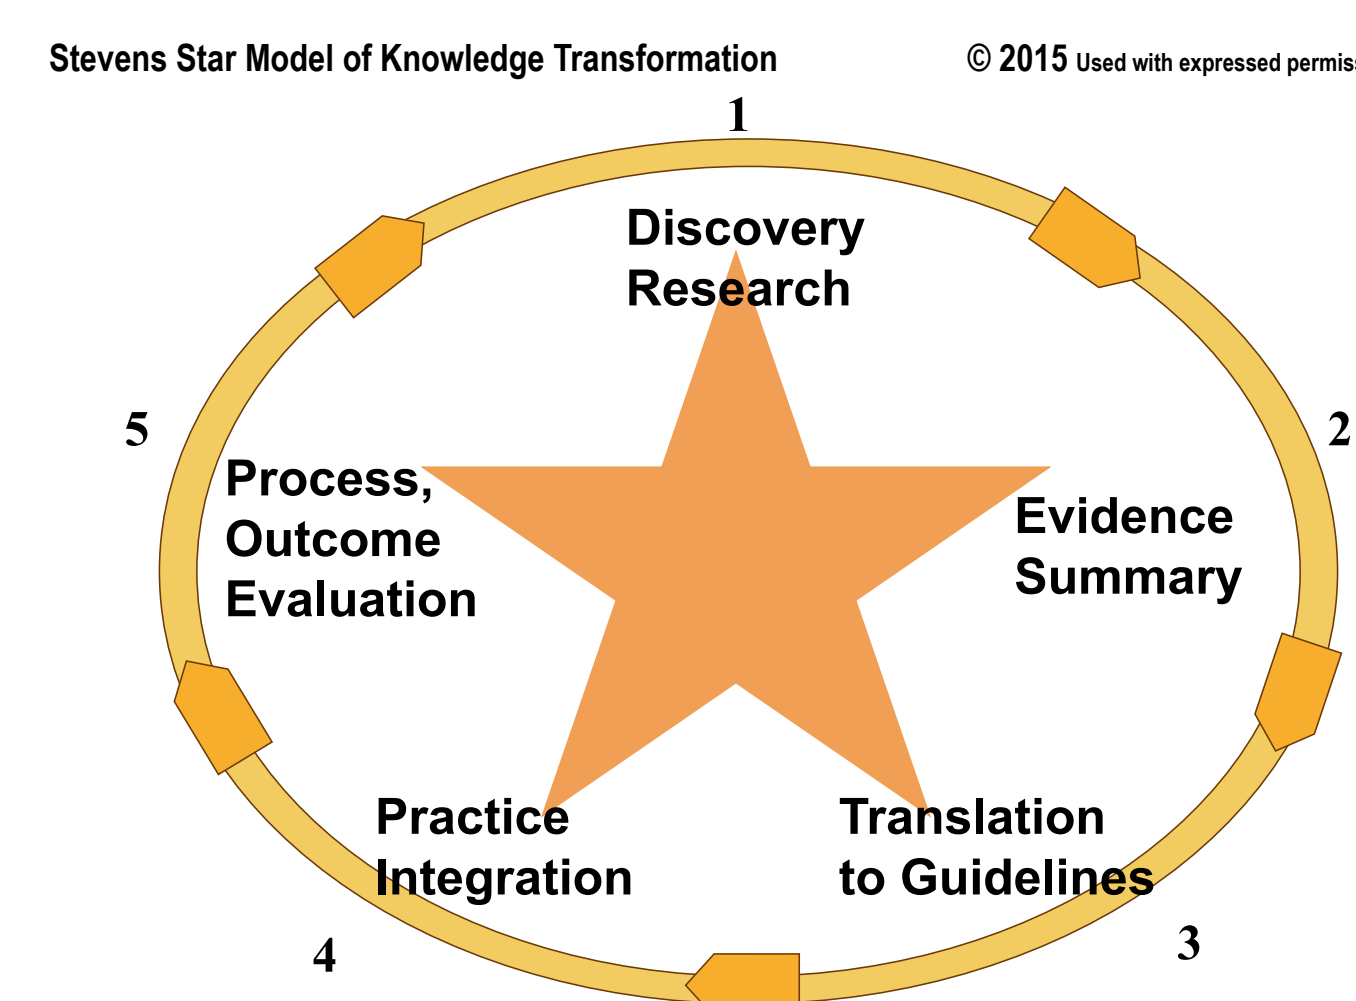 Stevens Star Model of Knowledge Transformation
© 2015 Used with expressed
1
Discovery
Research
2
Evidence
Summary
3
Translation
to Guidelines
4
Practice
Integration
5
Process,
Outcome
Evaluation